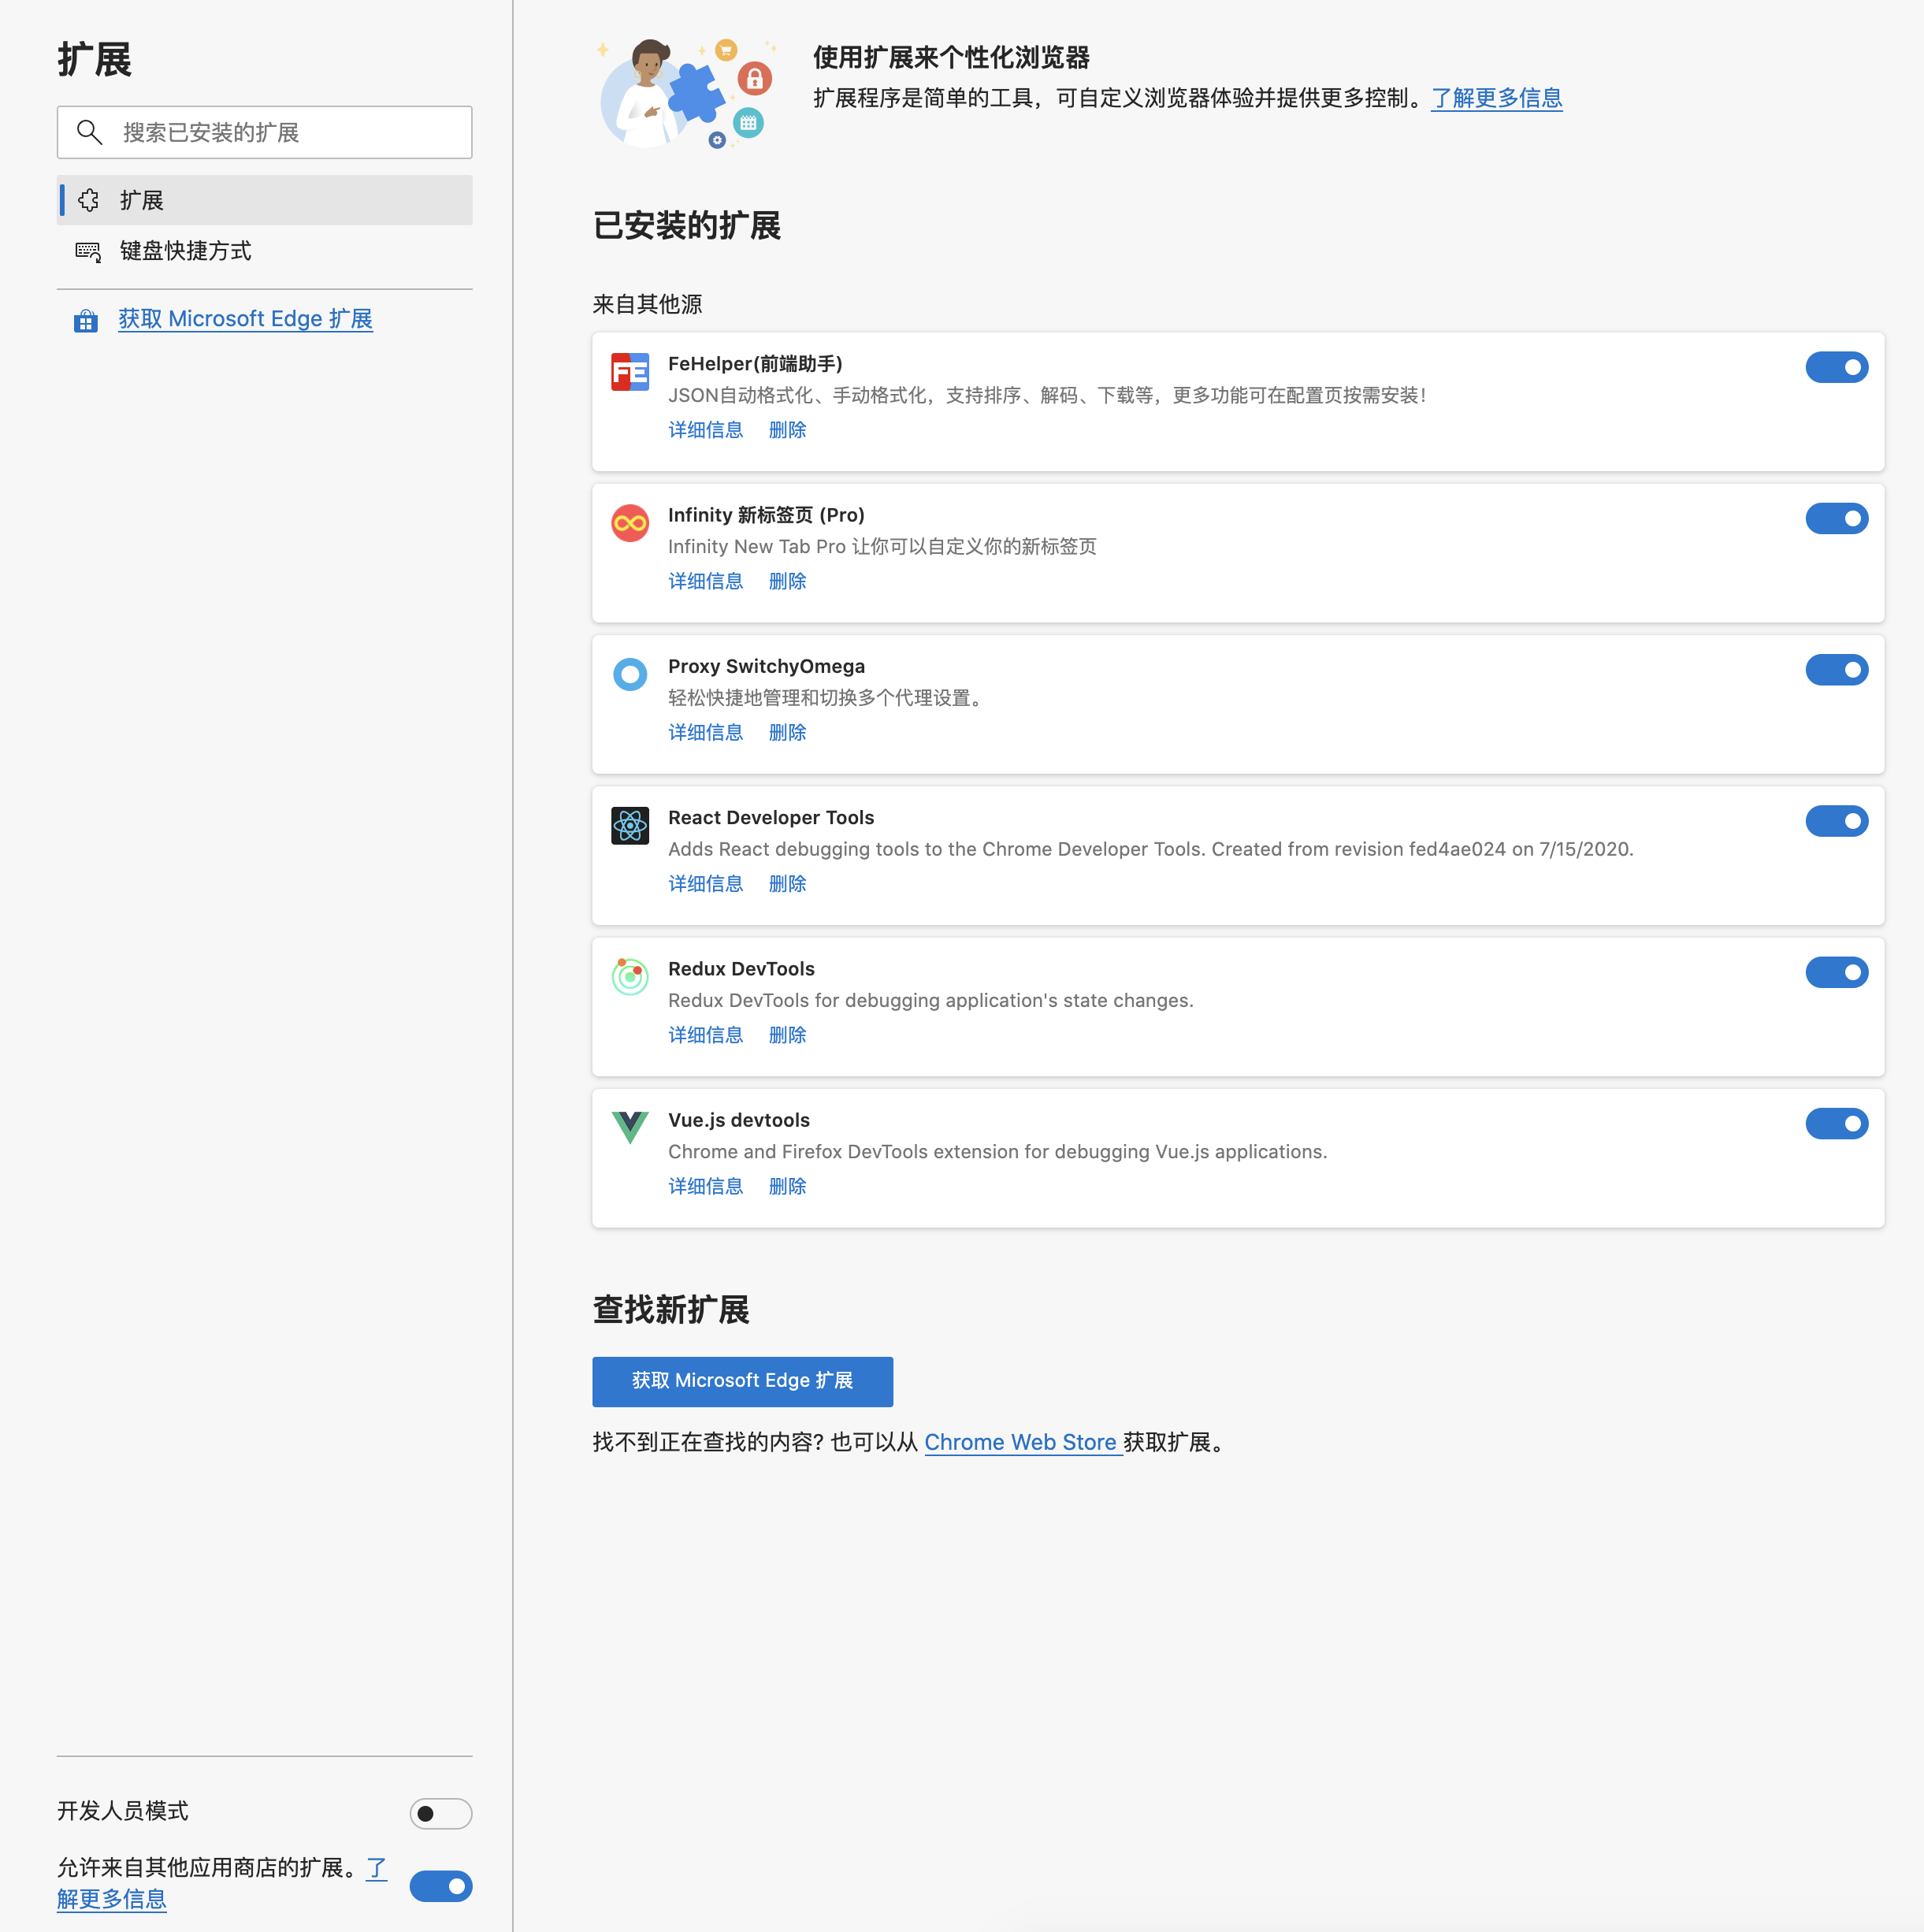 扩展
搜索已安装的扩展
扩展
键盘快捷方式
获取 Microsoft Edge 扩展
开发人员模式
允许来自其他应用商店的扩展。了
解更多信息
使用扩展来个性化浏览器
扩展程序是简单的工具，可自定义浏览器体验并提供更多控制。了解更多信息
已安装的扩展
来自其他源
FE
FeHelper(前端助手)
JSON自动格式化、手动格式化，支持排序、解码、下载等，更多功能可在配置页按需安装！
详细信息 删除
Infinity 新标签页 (Pro)
Infinity New Tab Pro 让你可以自定义你的新标签页
详细信息 删除
Proxy SwitchyOmega
轻松快捷地管理和切换多个代理设置。
详细信息 删除
React Developer Tools
Adds React debugging tools to the Chrome Developer Tools. Created from revision fed4ae024 on 7/15/2020.
详细信息 删除
Redux DevTools
Redux DevTools for debugging application's state changes.
详细信息 删除
Vue.js devtools
Chrome and Firefox DevTools extension for debugging Vue.js applications.
详细信息 删除
查找新扩展
获取 Microsoft Edge 扩展
找不到正在查找的内容? 也可以从 Chrome Web Store 获取扩展。